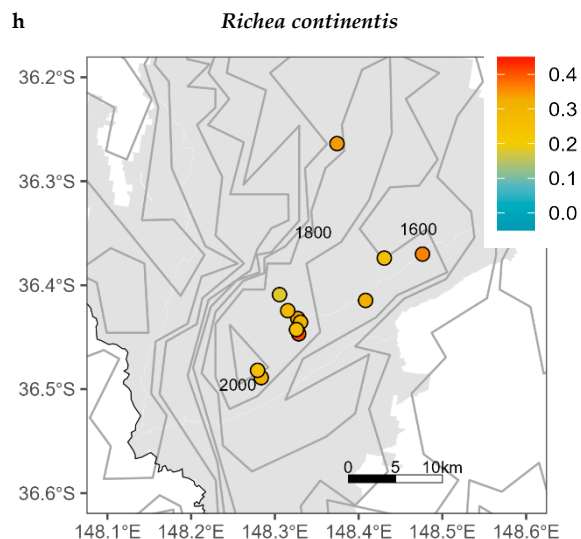 h
Richea continentis
36.2°S
36.3°S
36.4°S
36.5°S
36.6°S
0.4
0.3
0.2
0.1
0.0
1800
1600
2000
0 5 10km
148.1°E 148.2°E 148.3°E 148.4°E 148.5°E 148.6°E